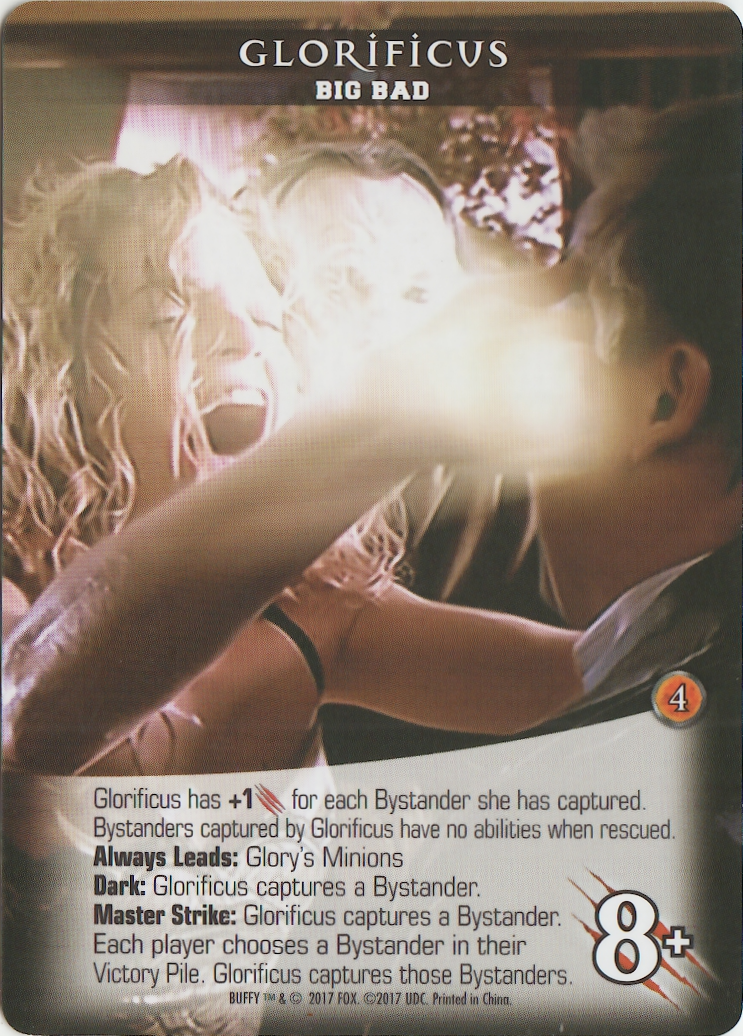 GLORIFICUS
BIG BAD
4
Glorificus has +1 for each Bystander she has captured.
Bystanders captured by Glorificus have no abilities when rescued.
Always Leads: Glory's Minions
Dark: Glorificus captures a Bystander.
Master Strike: Glorificus captures a Bystander.
Each player chooses a Bystander in their
Victory Pile. Glorificus captures those Bystanders.
8+
BUFFY ™ & © 2017 FOX. ©2017 UDC. Printed in China.